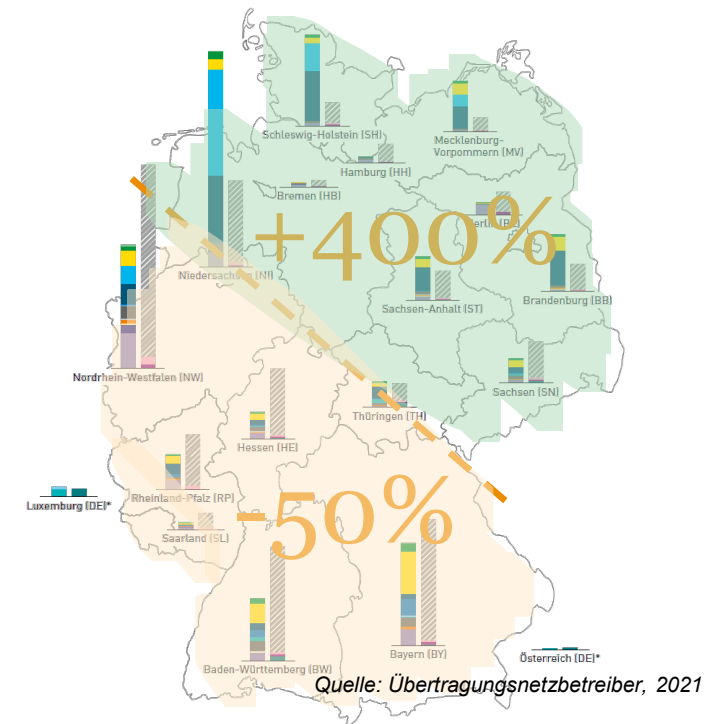 Schleswig-Holstein (SH)
Mecklenburg-
Vorpommern (MV)
Hamburg (HH)
Bremen (HB)
Berlin (BE)
+400%
Niedersachsen (NI)
Sachsen-Anhalt (ST)
Brandenburg (BB)
Nordrhein-Westfalen (NW)
Sachsen (SN)
Thüringen (TH)
Hessen (HE)
Rheinland-Pfalz (RP)
-50%
Luxemburg (DE)*
Saarland (SL)
Bayern (BY)
Österreich (DE)*
Baden-Württemberg (BW)
Quelle: Übertragungsnetzbetreiber, 2021